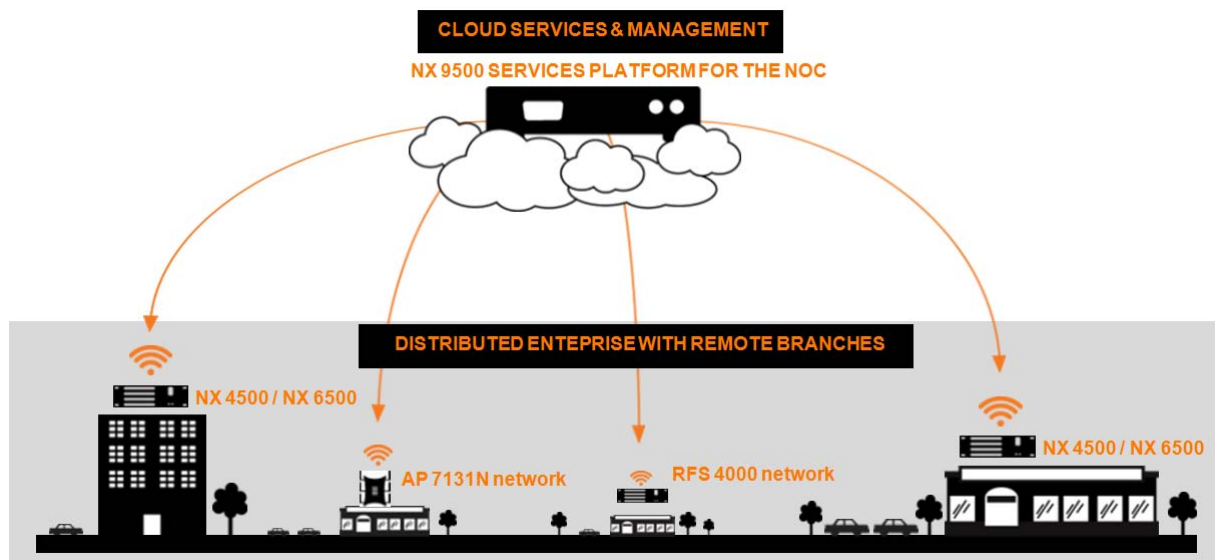 CLOUD SERVICES & MANAGEMENT
NX 9500 SERVICES PLATFORM FOR THE NOC
DISTRIBUTED ENTEPRISE WITH REMOTE BRANCHES
NX 4500 / NX 6500
AP 7131N network
RFS 4000 network
NX 4500 / NX 6500